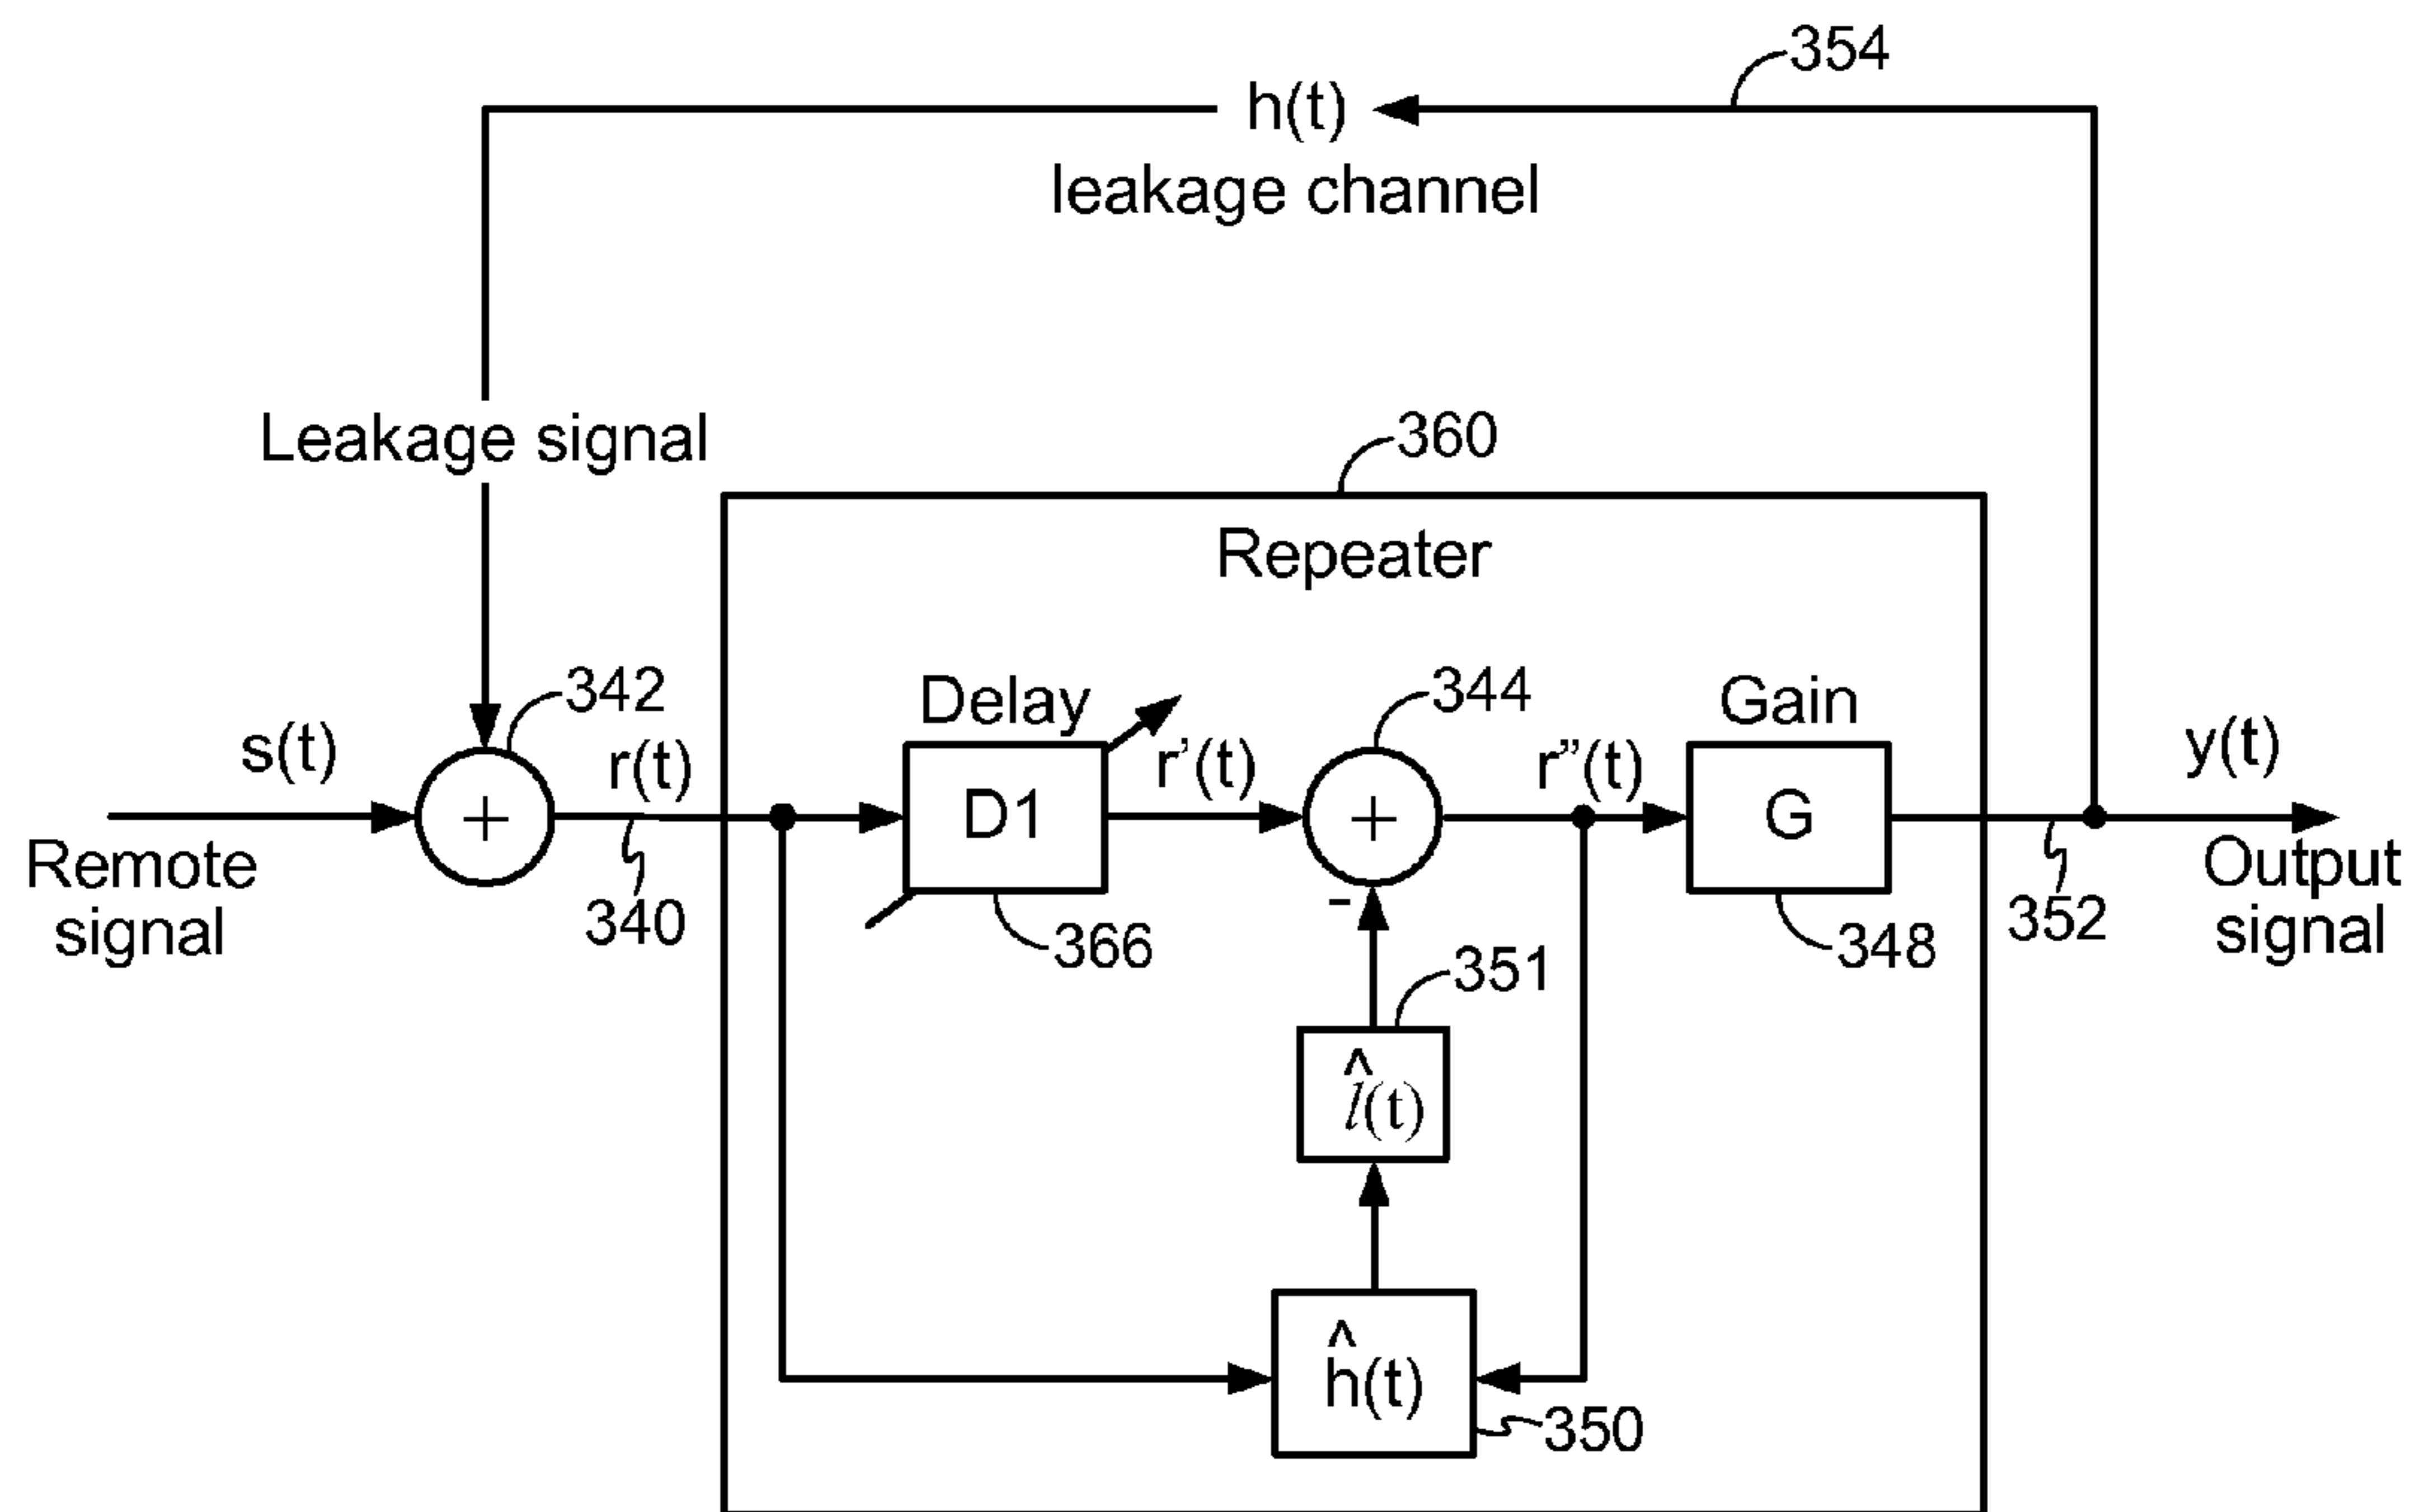 354
h(t)
leakage channel
Leakage signal
360
Repeater
342
Delay
344
Gain
s(t)
r(t)
r’(t)
r”(t)
y(t)
+
D1
+
G
Remote
signal
340
366
-
348
352
Output
signal
351
l̂(t)
ĥ(t)
350